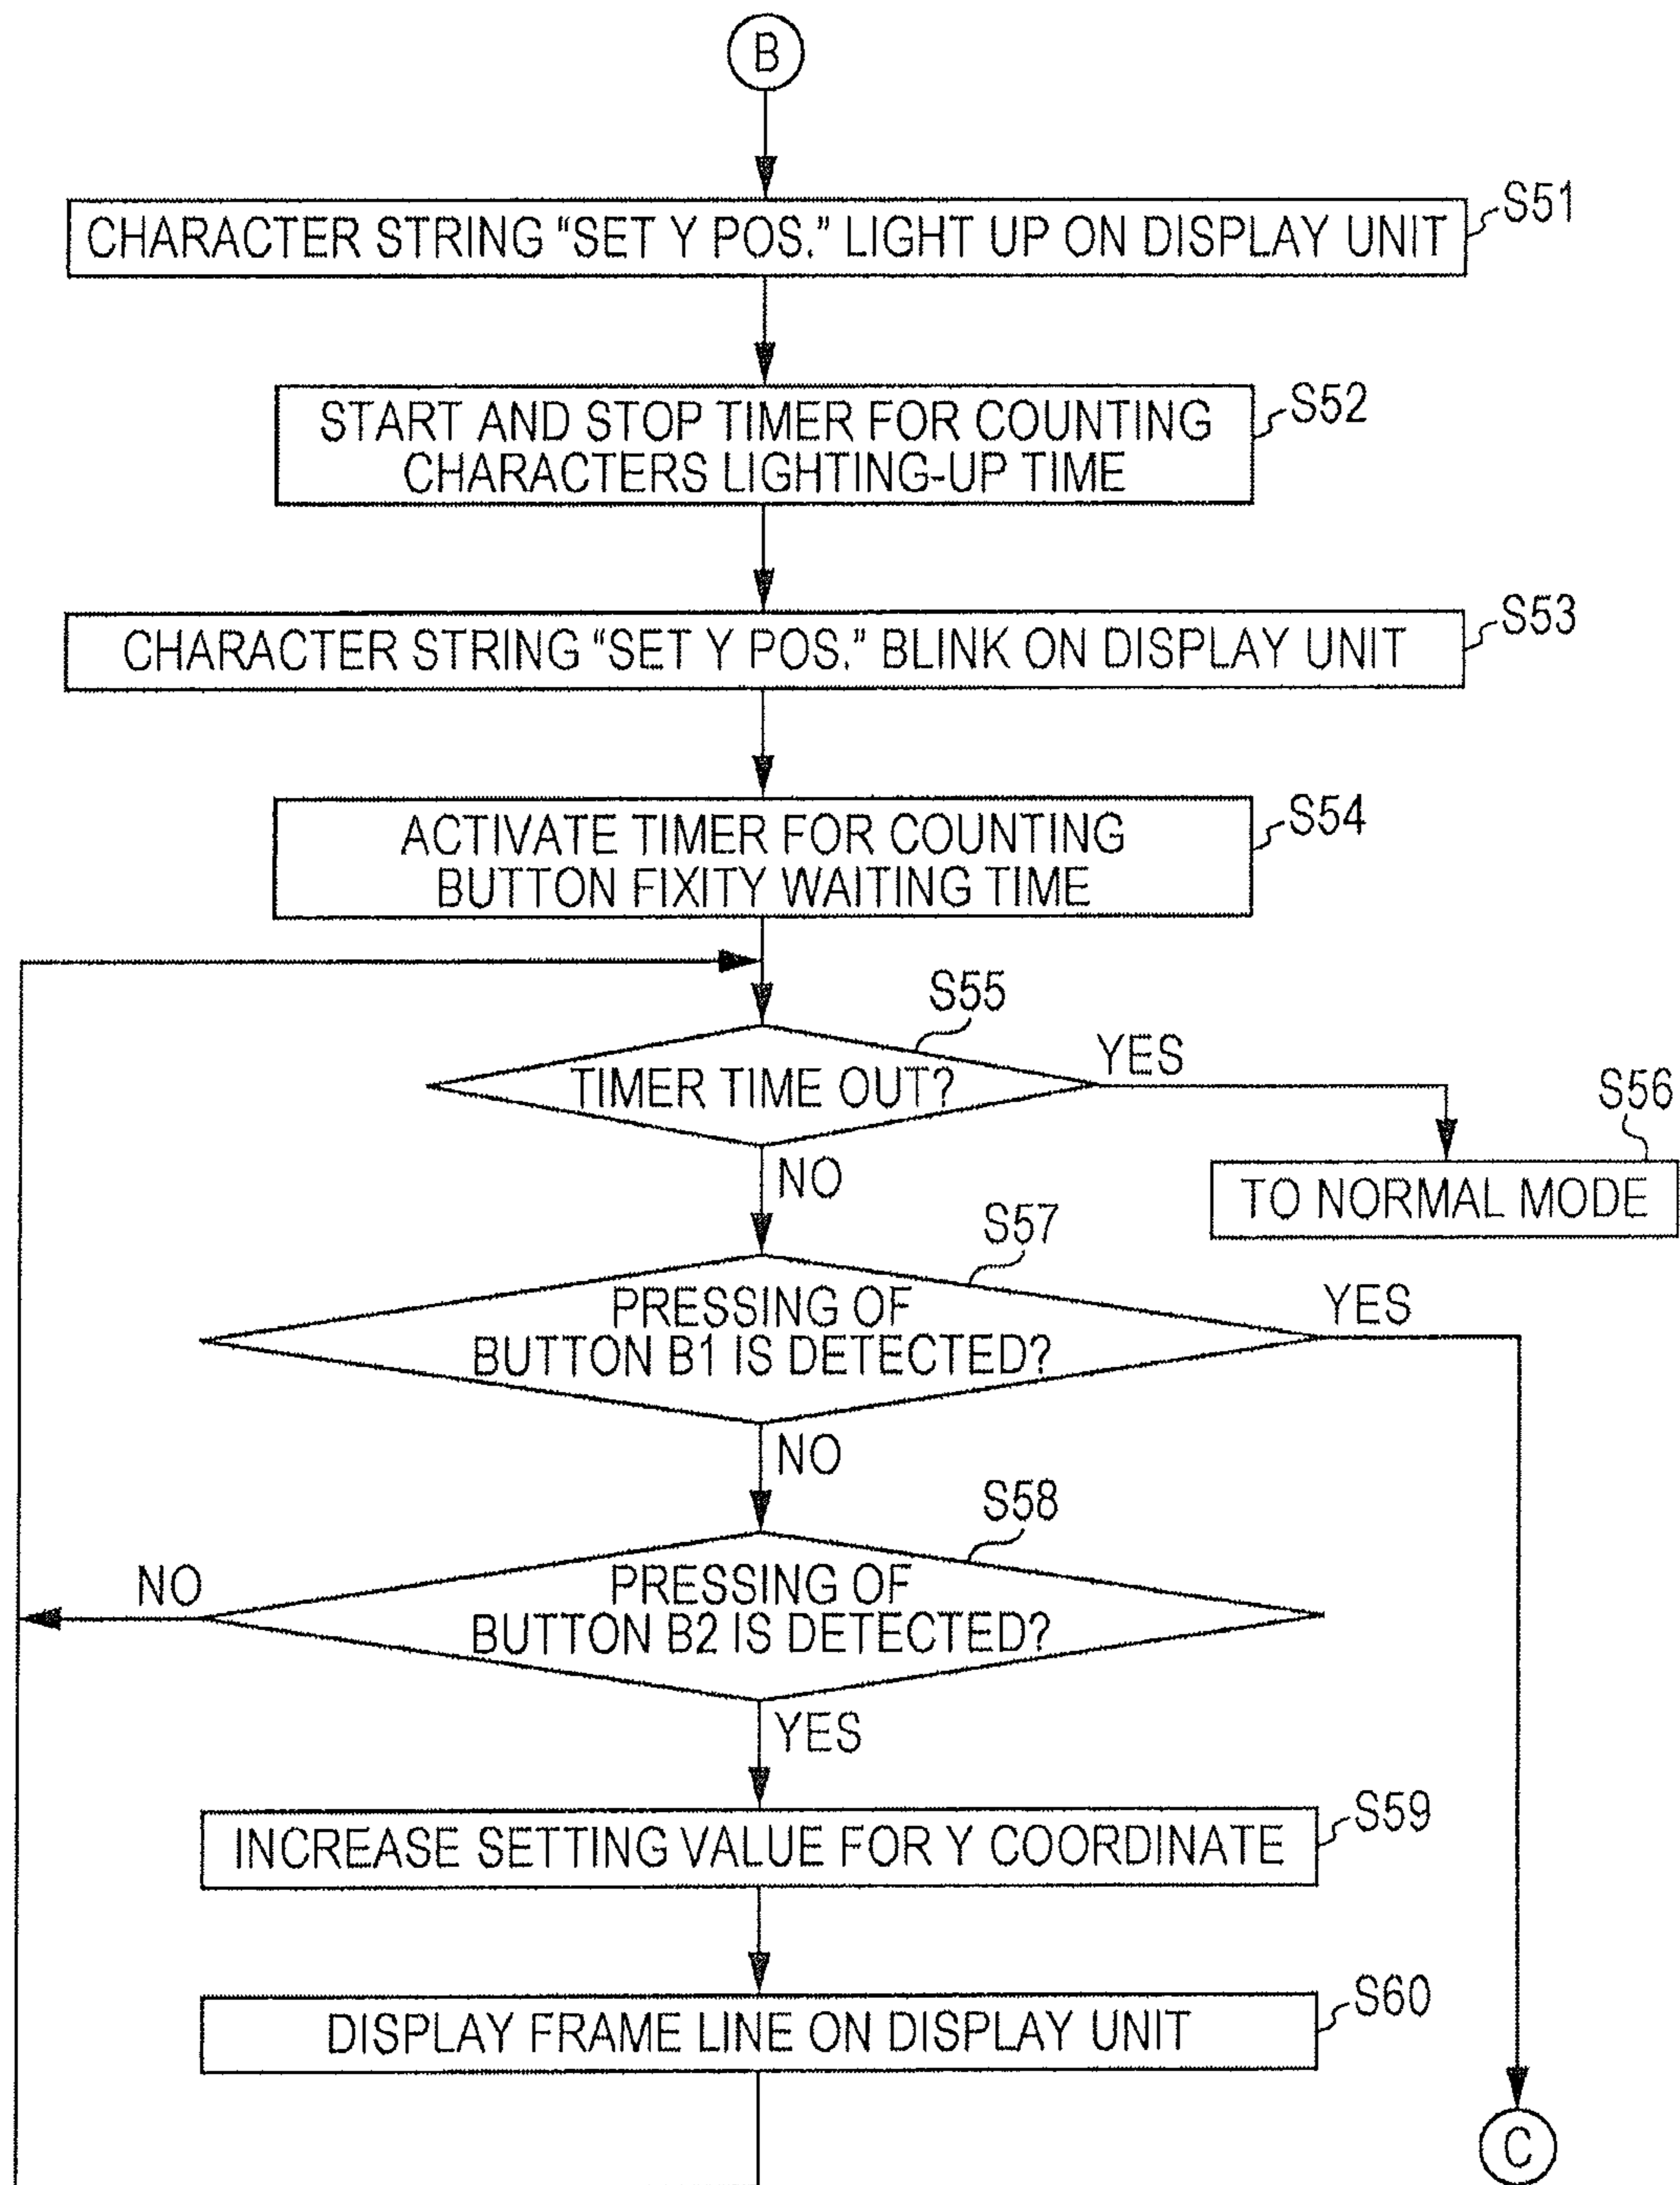 B
CHARACTER STRING “SET Y POS.” LIGHT UP ON DISPLAY UNIT
S51
START AND STOP TIMER FOR COUNTING
CHARACTERS LIGHTING-UP TIME
S52
CHARACTER STRING “SET Y POS.” BLINK ON DISPLAY UNIT
S53
ACTIVATE TIMER FOR COUNTING
BUTTON FIXITY WAITING TIME
S54
S55
TIMER TIME OUT?
YES
S56
TO NORMAL MODE
NO
S57
PRESSING OF
BUTTON B1 IS DETECTED?
YES
NO
S58
PRESSING OF
BUTTON B2 IS DETECTED?
NO
YES
INCREASE SETTING VALUE FOR Y COORDINATE
S59
DISPLAY FRAME LINE ON DISPLAY UNIT
S60
C